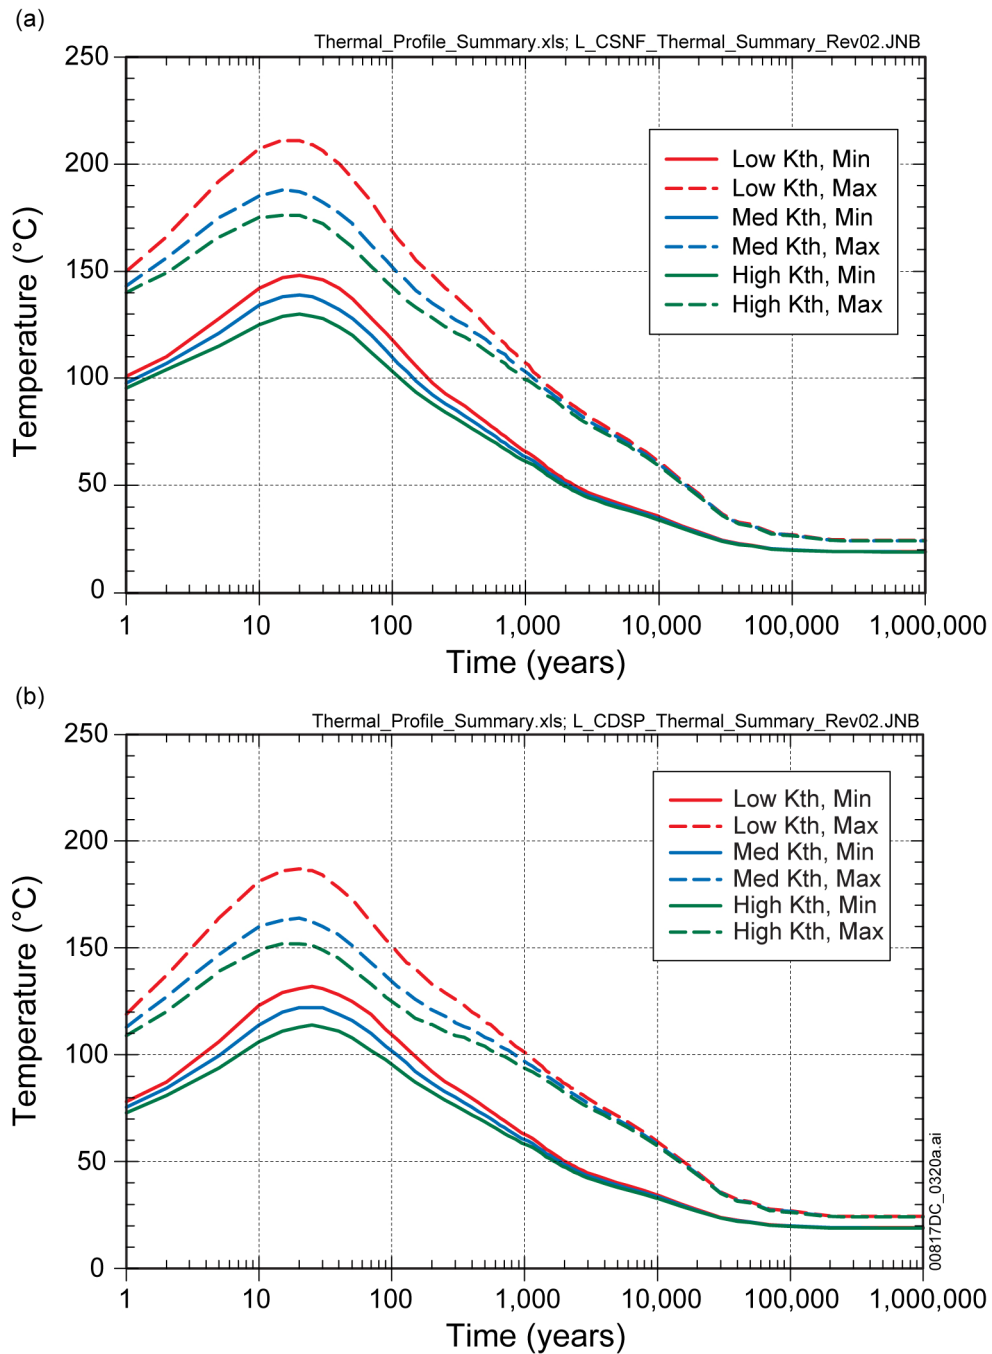 (a)
Thermal_Profile_Summary.xls; L_CSNF_Thermal_Summary_Rev02.JNB
250
200
150
100
50
0
Temperature (°C)
Low Kth, Min
Low Kth, Max
Med Kth, Min
Med Kth, Max
High Kth, Min
High Kth, Max
1 10 100 1,000 10,000 100,000 1,000,000
Time (years)
(b)
Thermal_Profile_Summary.xls; L_CDSP_Thermal_Summary_Rev02.JNB
250
200
150
100
50
0
Temperature (°C)
Low Kth, Min
Low Kth, Max
Med Kth, Min
Med Kth, Max
High Kth, Min
High Kth, Max
1 10 100 1,000 10,000 100,000 1,000,000
Time (years)
00817DC_0320a.ai